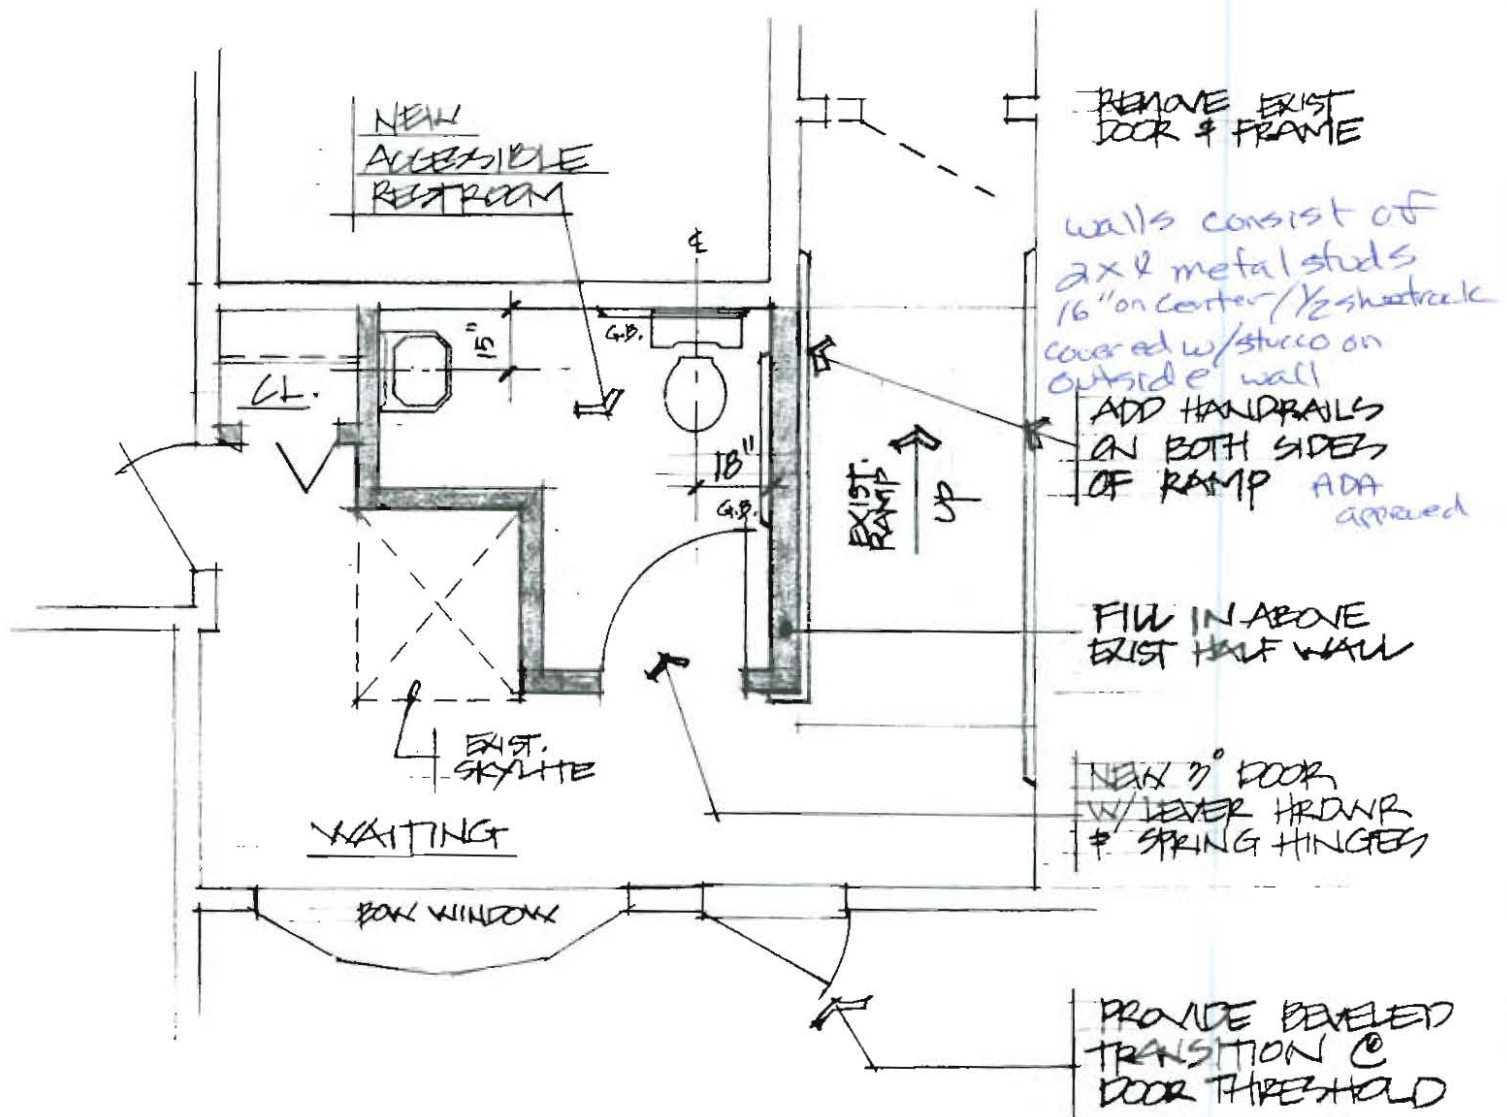 NEW
ACCESSIBLE
RESTROOM
REMOVE EXIST
DOOR & FRAME
walls consist of
2x4 metal studs
16" on center / 1/2 sheetrock
covered w/ stucco on
outside wall
ADD HANDRAILS
ON BOTH SIDES
OF RAMP ADA
approved
FILL IN ABOVE
EXIST HALF WALL
NEW 3° DOOR
W/ LEVER HRDWR
& SPRING HINGES
PROVIDE BEVELED
TRANSITION @
DOOR THRESHOLD
℄
15"
G.B.
CL.
18"
G.B.
EXIST.
RAMP
UP
EXIST.
SKYLITE
WAITING
BOW WINDOW